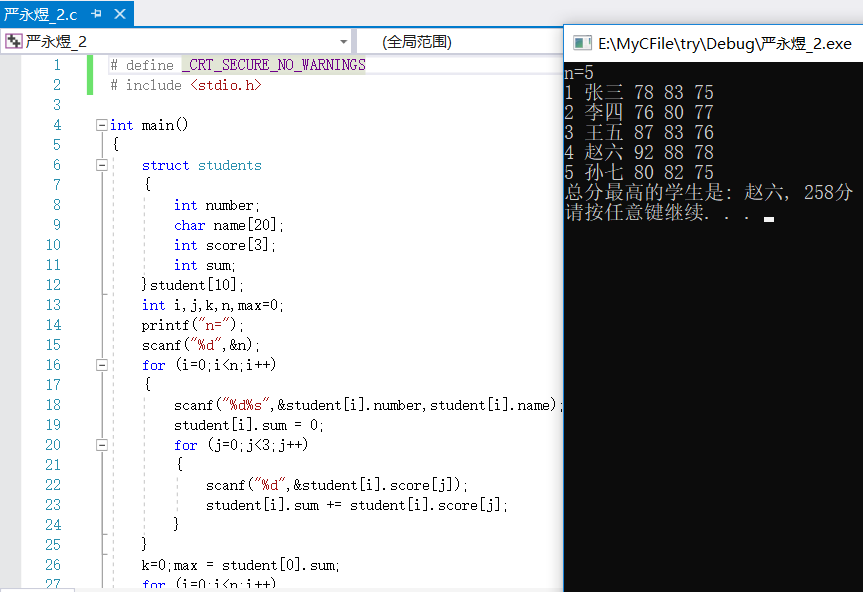 严永煜_2.c
严永煜_2
(全局范围)
1 # define _CRT_SECURE_NO_WARNINGS
2 # include <stdio.h>
3
4 int main()
5 {
6 struct students
7 {
8 int number;
9 char name[20];
10 int score[3];
11 int sum;
12 }student[10];
13 int i,j,k,n,max=0;
14 printf("n=");
15 scanf("%d",&n);
16 for (i=0;i<n;i++)
17 {
18 scanf("%d%s",&student[i].number,student[i].name);
19 student[i].sum = 0;
20 for (j=0;j<3;j++)
21 {
22 scanf("%d",&student[i].score[j]);
23 student[i].sum += student[i].score[j];
24 }
25 }
26 k=0;max = student[0].sum;
27 for (i=0;i<n;i++)
E:\MyCFile\try\Debug\严永煜_2.exe
n=5
1 张三 78 83 75
2 李四 76 80 77
3 王五 87 83 76
4 赵六 92 88 78
5 孙七 80 82 75
总分最高的学生是: 赵六, 258分
请按任意键继续. . .